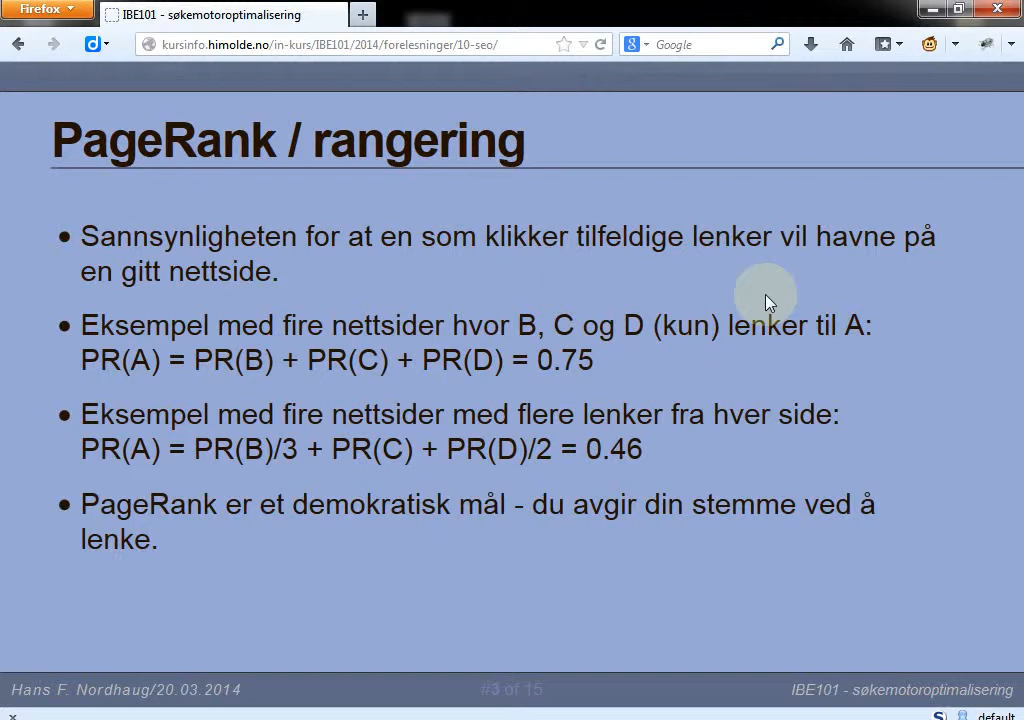 Firefox
IBE101 - søkemotoroptimalisering
kursinfo.himolde.no/in-kurs/IBE101/2014/forelesninger/10-seo/
Google
PageRank / rangering
Sannsynligheten for at en som klikker tilfeldige lenker vil havne på
en gitt nettside.
Eksempel med fire nettsider hvor B, C og D (kun) lenker til A:
PR(A) = PR(B) + PR(C) + PR(D) = 0.75
Eksempel med fire nettsider med flere lenker fra hver side:
PR(A) = PR(B)/3 + PR(C) + PR(D)/2 = 0.46
PageRank er et demokratisk mål - du avgir din stemme ved å
lenke.
Hans F. Nordhaug/20.03.2014
#3 of 15
IBE101 - søkemotoroptimalisering
default